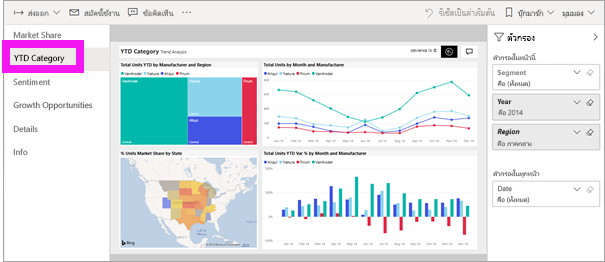 ส่งออก สมัครใช้งาน ข้อคิดเห็น ... รีเซ็ตเป็นค่าเริ่มต้น บุ๊กมาร์ก มุมมอง
Market Share
YTD Category
Sentiment
Growth Opportunities
Details
Info
YTD Category Trend Analysis
obvience llc ©
Total Units YTD by Manufacturer and Region
Manufacturer VanArsdel Natura Aliqui Pirum
VanArsdel
Natura
Pirum
Aliqui
Central
Central
Central
Total Units by Month and Manufacturer
Aliqui Natura Pirum VanArsdel
% Units Market Share by State
Bing
Total Units YTD Var % by Month and Manufacturer
Aliqui Natura Pirum VanArsdel
ตัวกรอง
ตัวกรองในหน้านี้
Segment
คือ (ทั้งหมด)
Year
คือ 2014
Region
คือ ภาคกลาง
ตัวกรองในทุกหน้า
Date
คือ (ทั้งหมด)